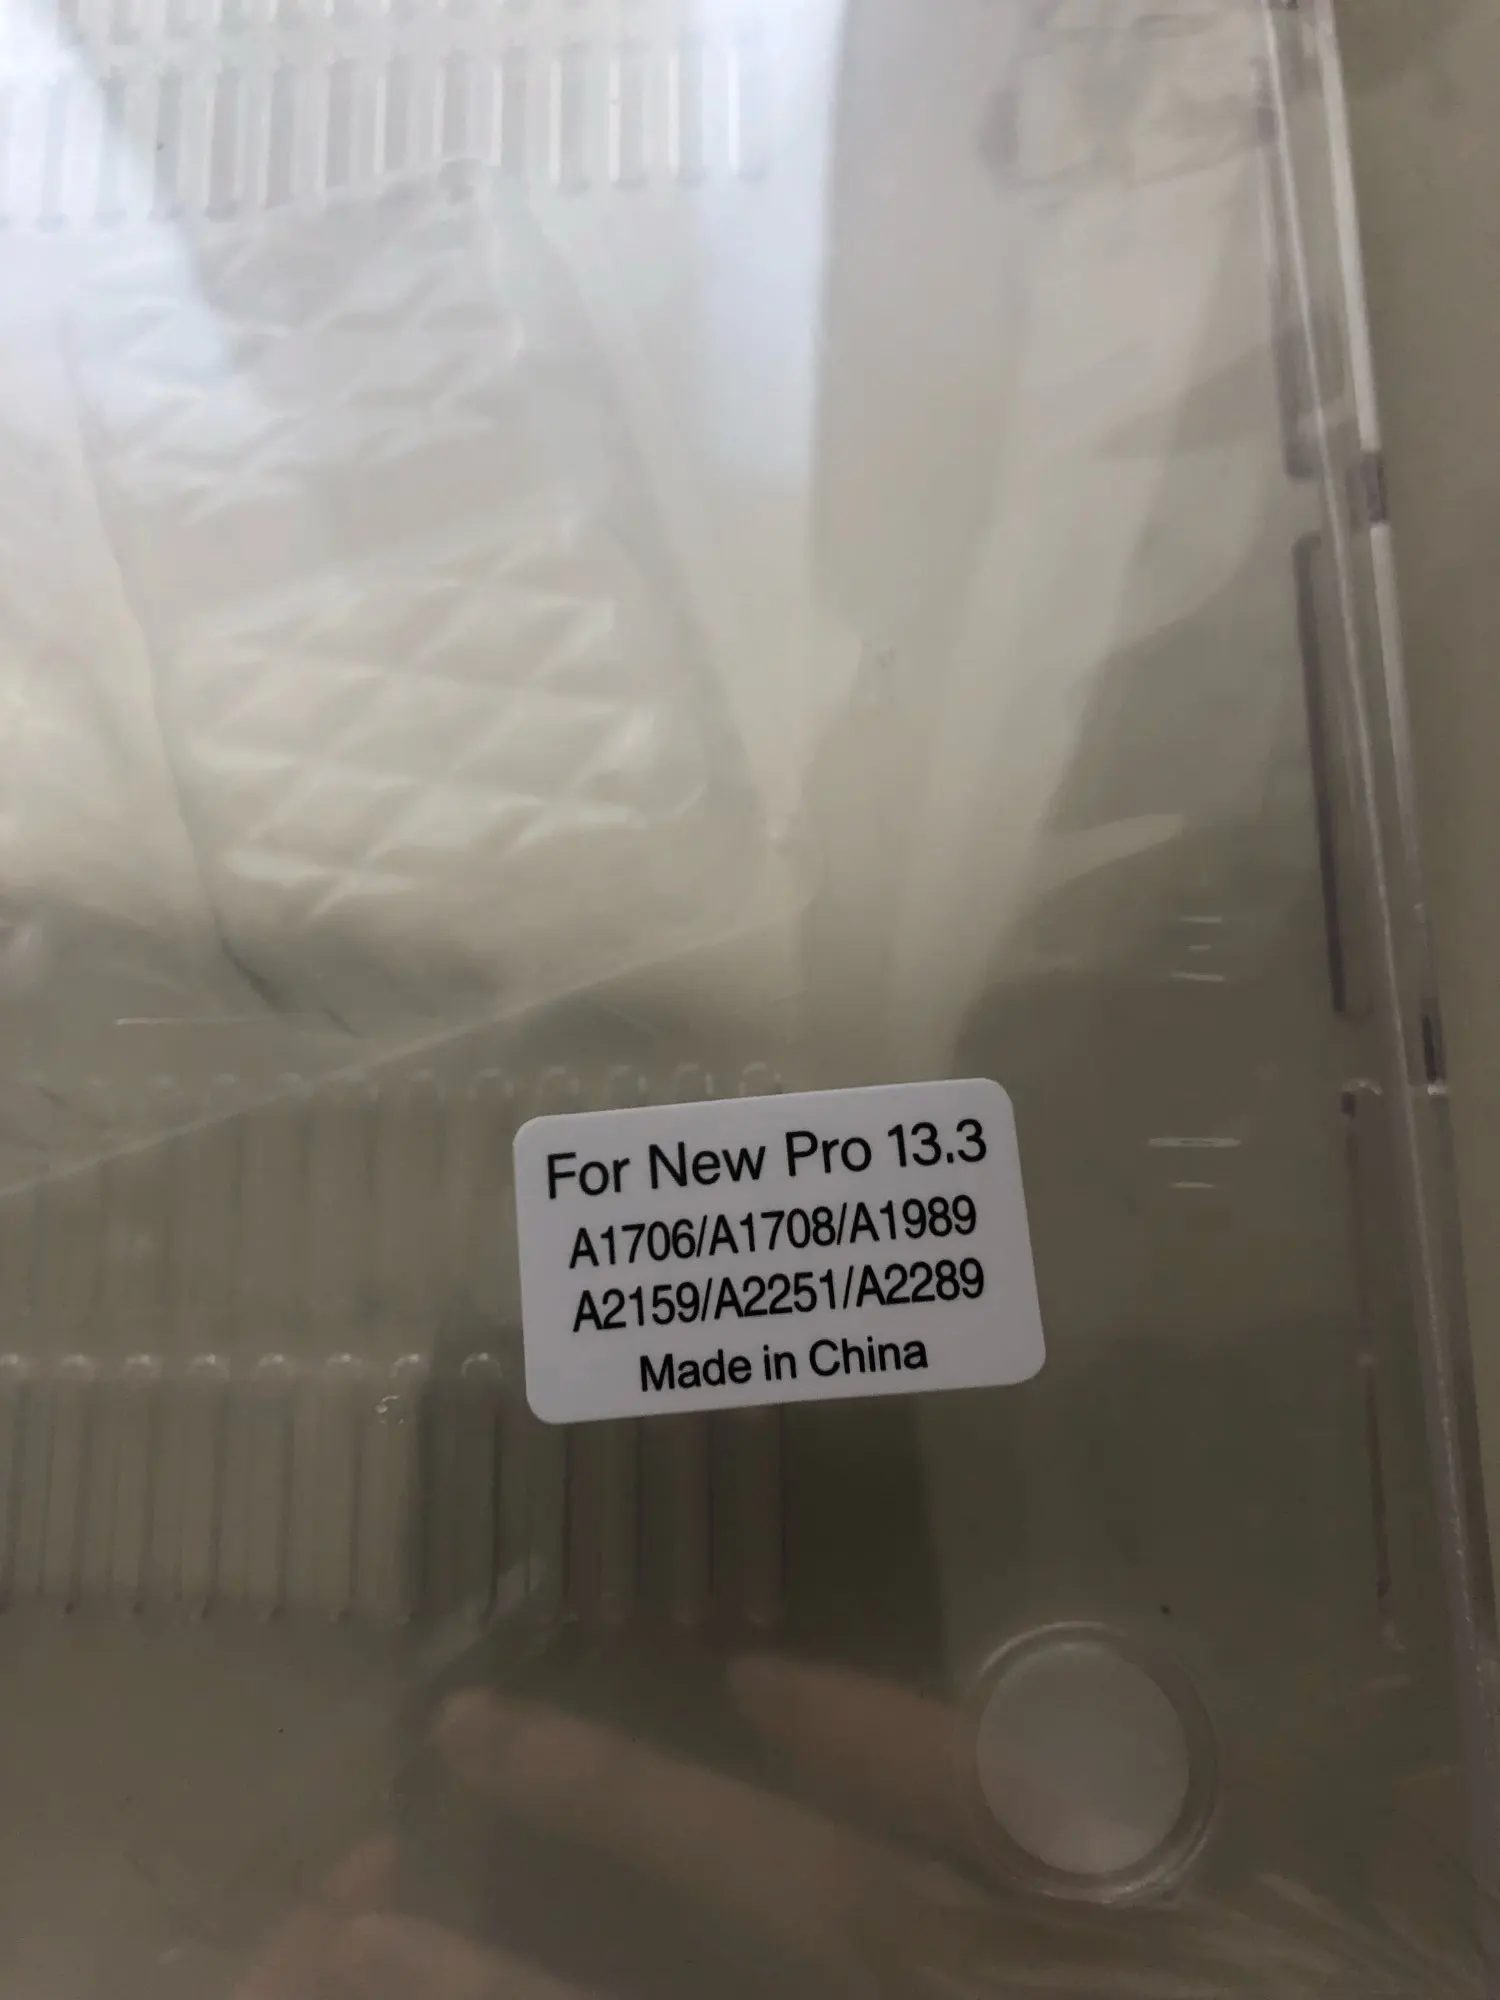 For New Pro 13.3
A1706/A1708/A1989
A2159/A2251/A2289
Made in China